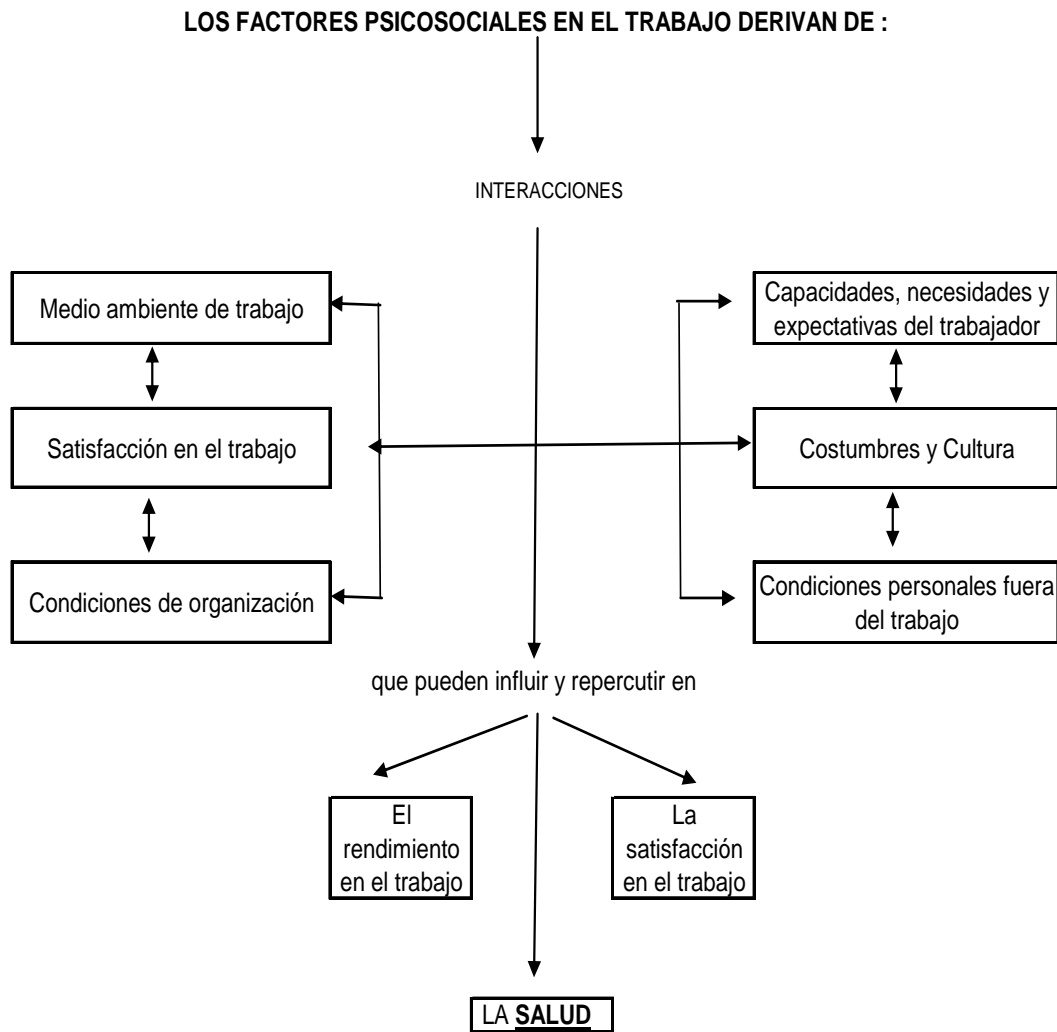 LOS FACTORES PSICOSOCIALES EN EL TRABAJO DERIVAN DE :
INTERACCIONES
Medio ambiente de trabajo
Satisfacción en el trabajo
Condiciones de organización
Capacidades, necesidades y
expectativas del trabajador
Costumbres y Cultura
Condiciones personales fuera
del trabajo
que pueden influir y repercutir en
El
rendimiento
en el trabajo
La
satisfacción
en el trabajo
LA SALUD